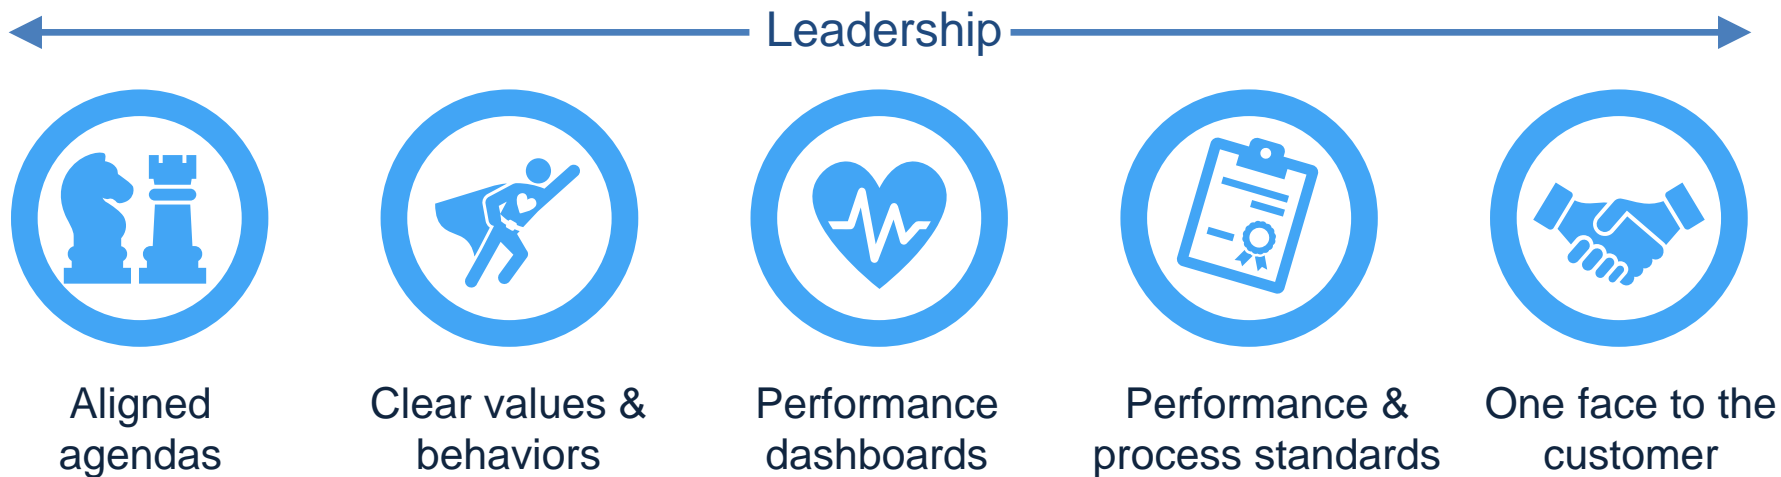 Leadership
Aligned
agendas
Clear values &
behaviors
Performance
dashboards
Performance &
process standards
One face to the
customer